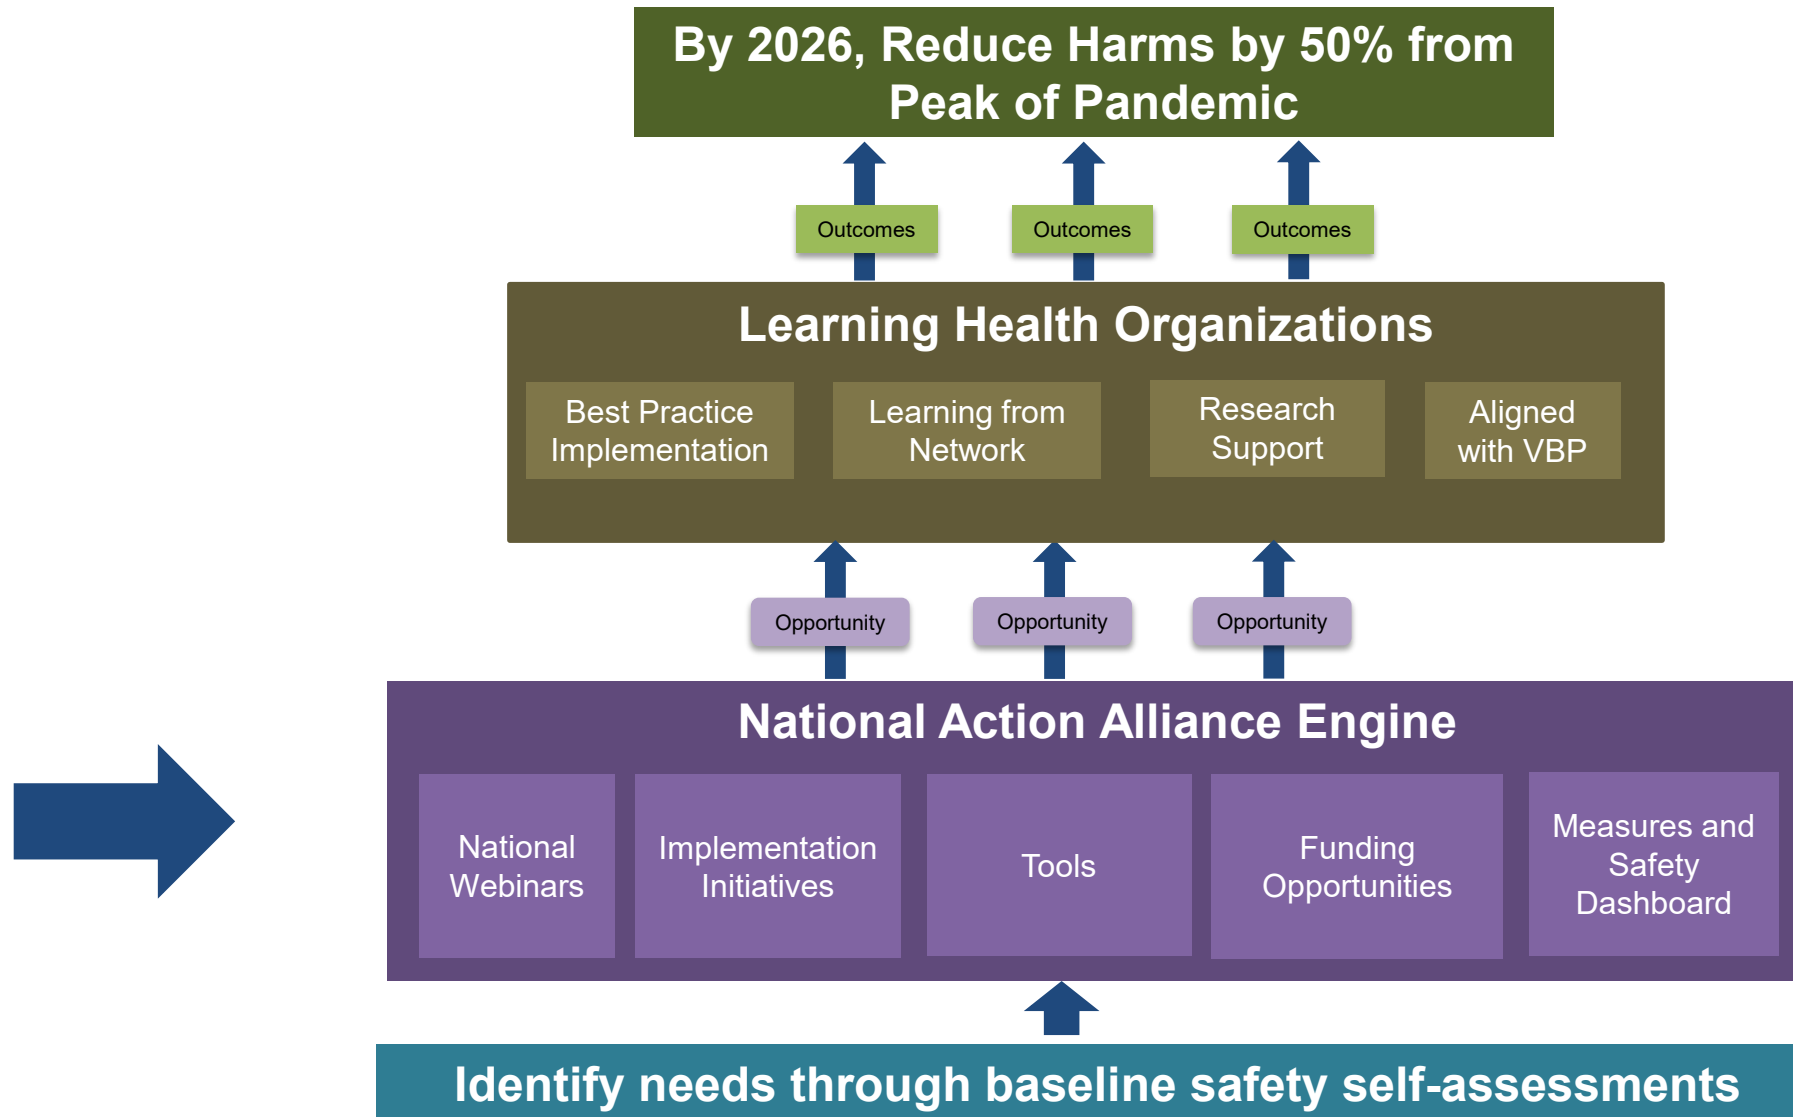 By 2026, Reduce Harms by 50% from
Peak of Pandemic
Outcomes
Outcomes
Outcomes
Learning Health Organizations
Best Practice
Implementation
Learning from
Network
Research
Support
Aligned
with VBP
Opportunity
Opportunity
Opportunity
National Action Alliance Engine
National
Webinars
Implementation
Initiatives
Tools
Funding
Opportunities
Measures and
Safety
Dashboard
Identify needs through baseline safety self-assessments